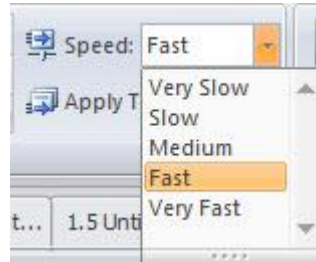 Speed: Fast
Apply T
Very Slow
Slow
Medium
Fast
Very Fast
t... 1.5 Unti